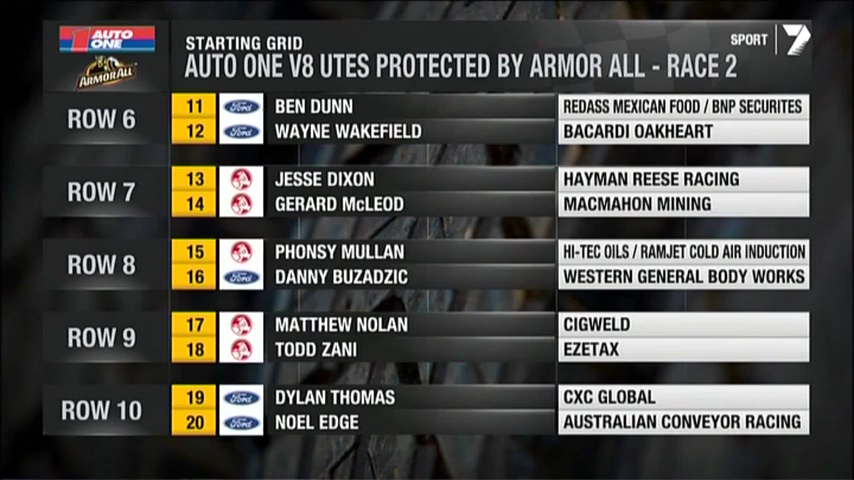 1 AUTO ONE
ARMOR ALL
STARTING GRID
AUTO ONE V8 UTES PROTECTED BY ARMOR ALL - RACE 2
SPORT 7
ROW 6
11 Ford BEN DUNN REDASS MEXICAN FOOD / BNP SECURITES
12 Ford WAYNE WAKEFIELD BACARDI OAKHEART
ROW 7
13 JESSE DIXON HAYMAN REESE RACING
14 GERARD McLEOD MACMAHON MINING
ROW 8
15 PHONSY MULLAN HI-TEC OILS / RAMJET COLD AIR INDUCTION
16 Ford DANNY BUZADZIC WESTERN GENERAL BODY WORKS
ROW 9
17 MATTHEW NOLAN CIGWELD
18 TODD ZANI EZETAX
ROW 10
19 Ford DYLAN THOMAS CXC GLOBAL
20 Ford NOEL EDGE AUSTRALIAN CONVEYOR RACING